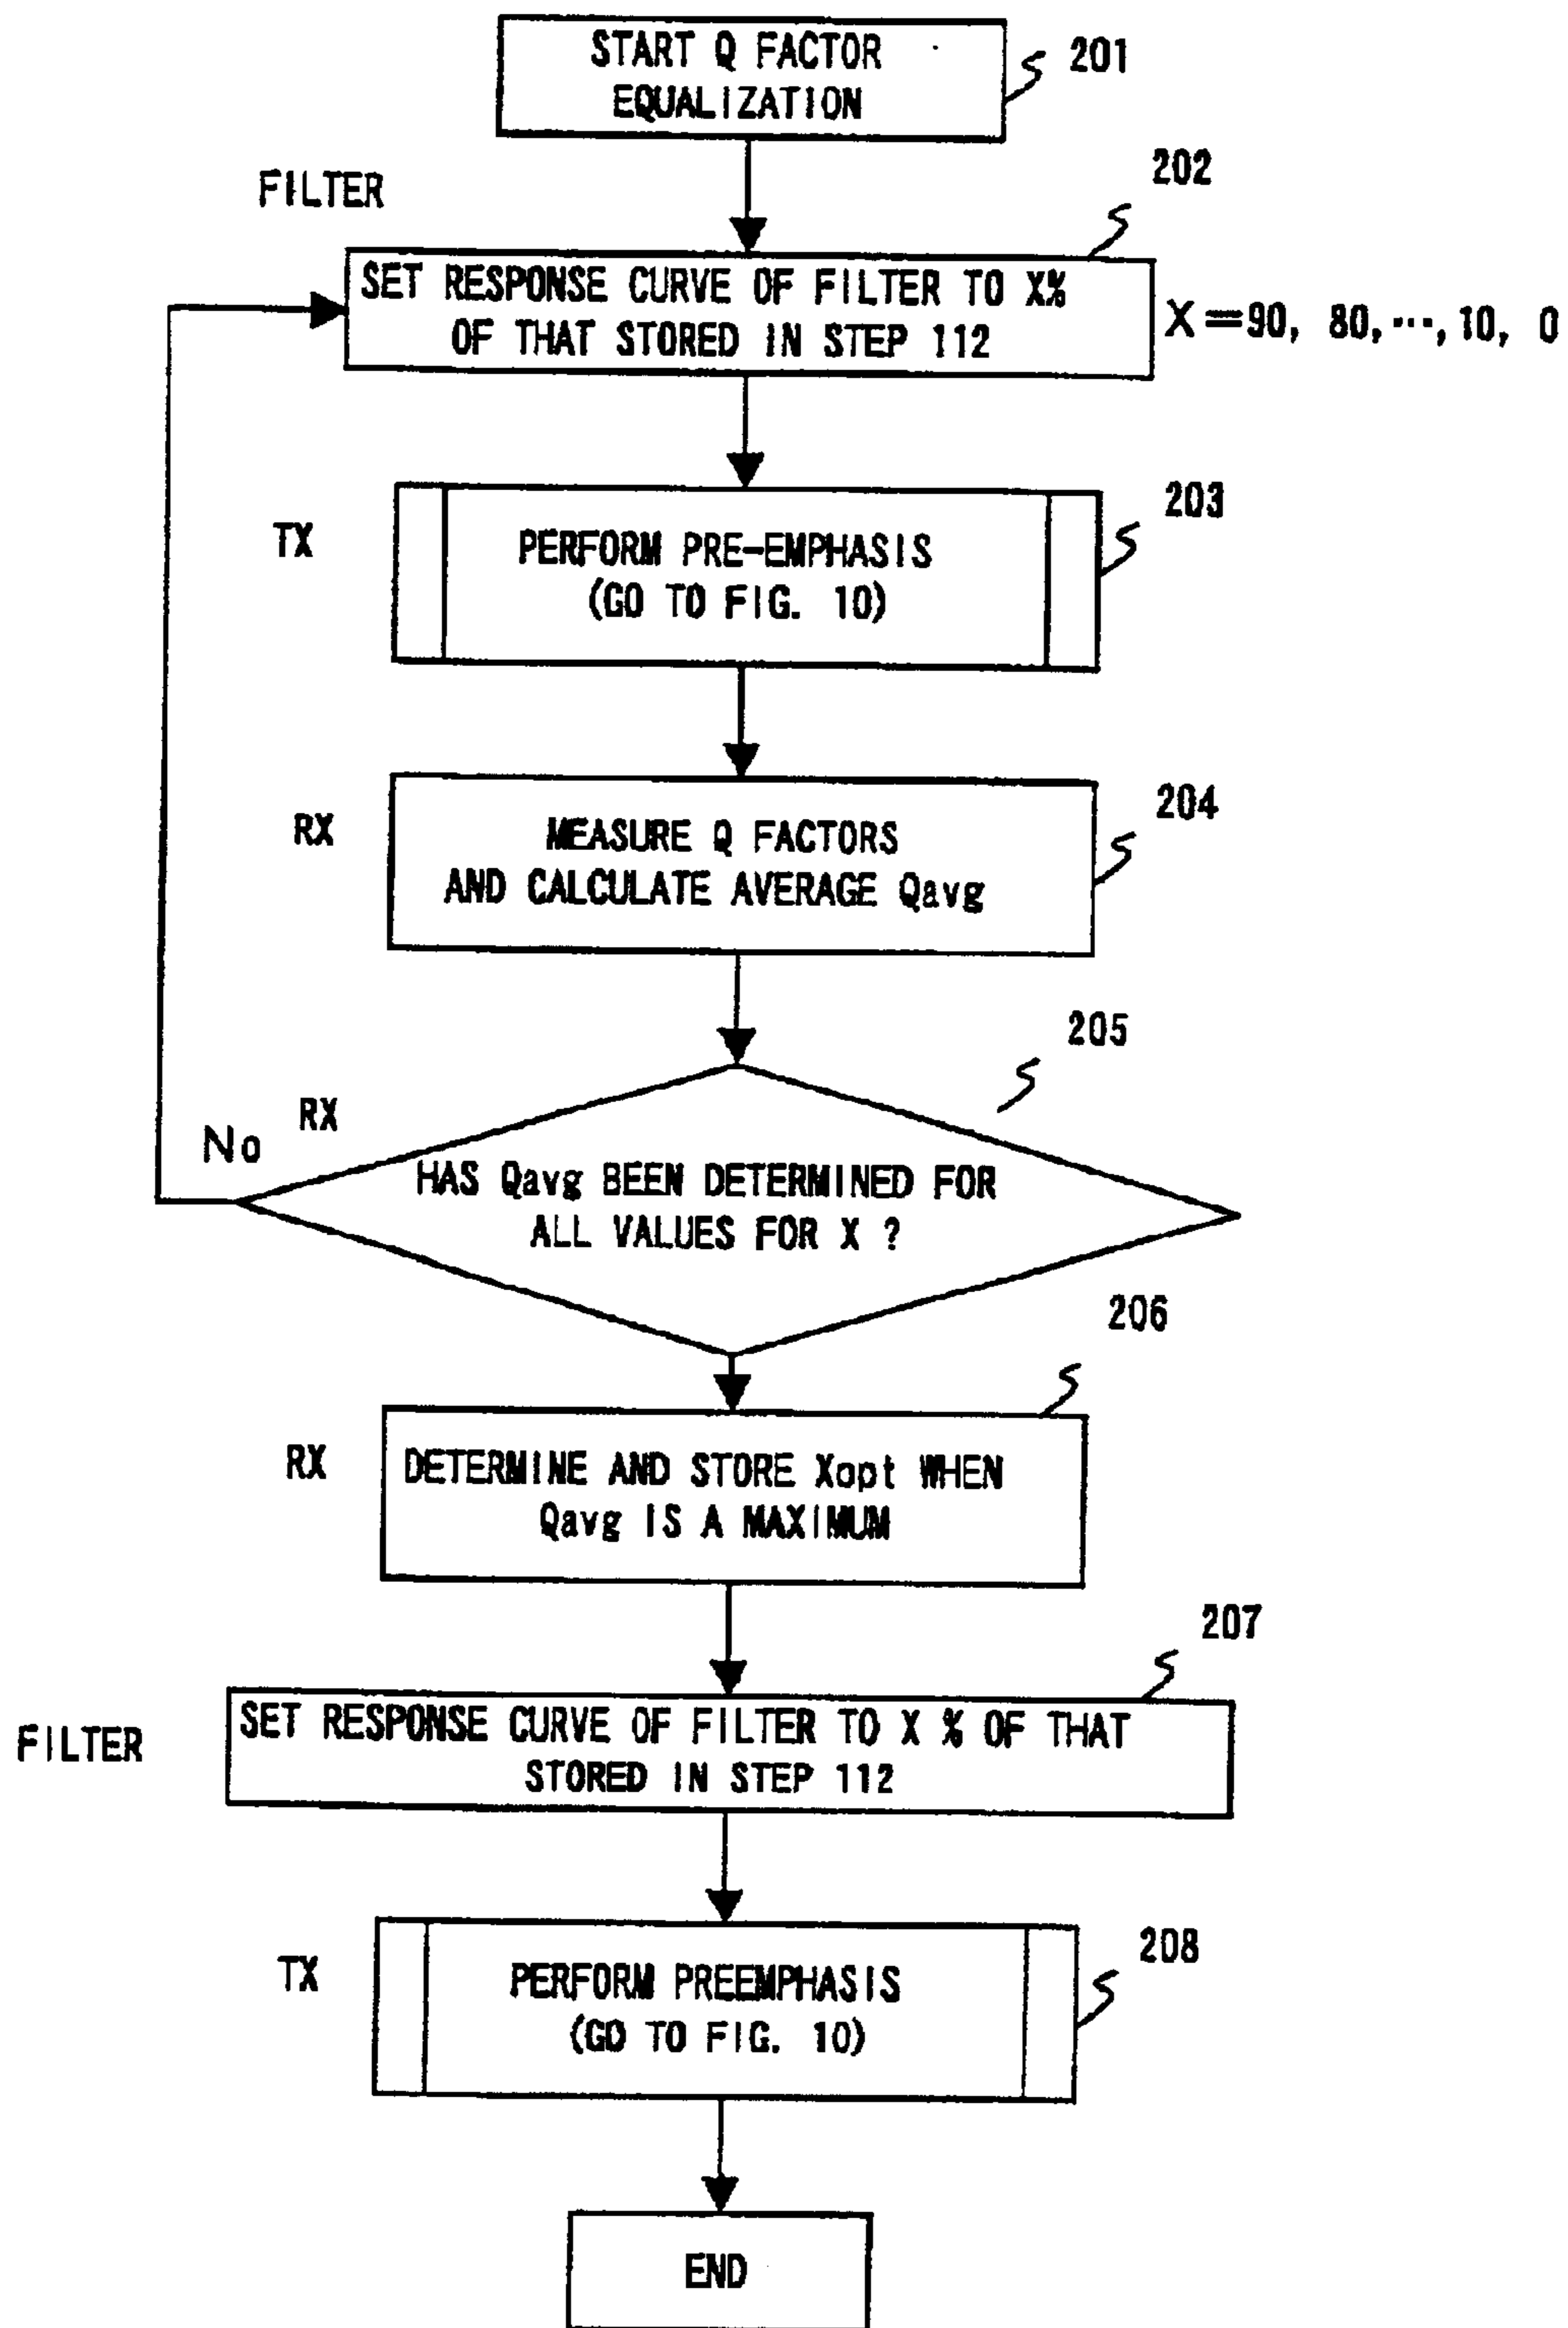 START Q FACTOR
EQUALIZATION
201
FILTER
202
SET RESPONSE CURVE OF FILTER TO X%
OF THAT STORED IN STEP 112
X=90, 80,···, 10, 0
TX
203
PERFORM PRE-EMPHASIS
(GO TO FIG. 10)
RX
204
MEASURE Q FACTORS
AND CALCULATE AVERAGE Qavg
205
RX
No
HAS Qavg BEEN DETERMINED FOR
ALL VALUES FOR X ?
206
RX
DETERMINE AND STORE Xopt WHEN
Qavg IS A MAXIMUM
207
FILTER
SET RESPONSE CURVE OF FILTER TO X % OF THAT
STORED IN STEP 112
TX
208
PERFORM PREEMPHASIS
(GO TO FIG. 10)
END